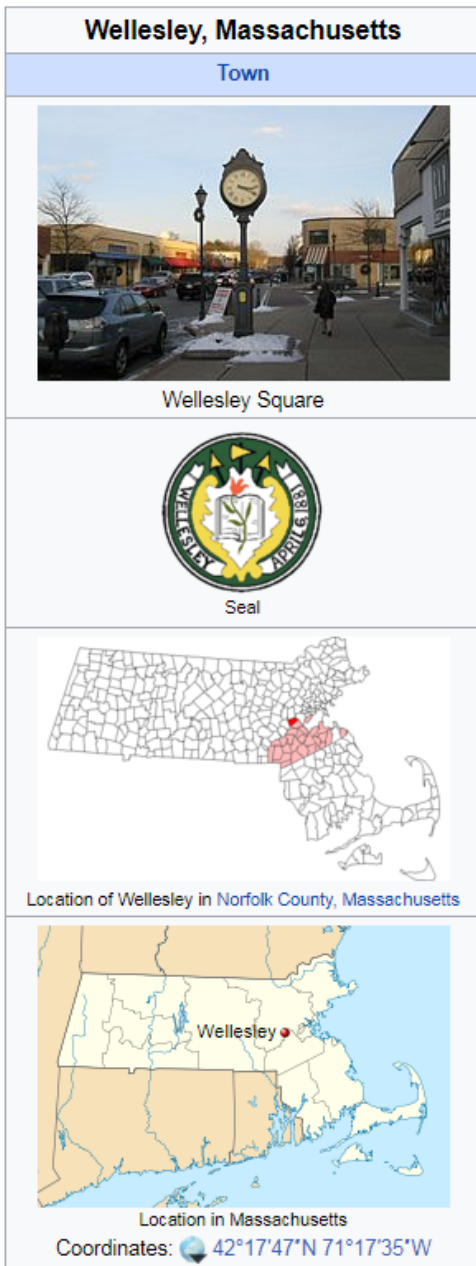 Wellesley, Massachusetts
Town
Wellesley Square
WELLESLEY APRIL 6, 1881
Seal
Location of Wellesley in Norfolk County, Massachusetts
Wellesley
Location in Massachusetts
Coordinates: 42°17′47″N 71°17′35″W